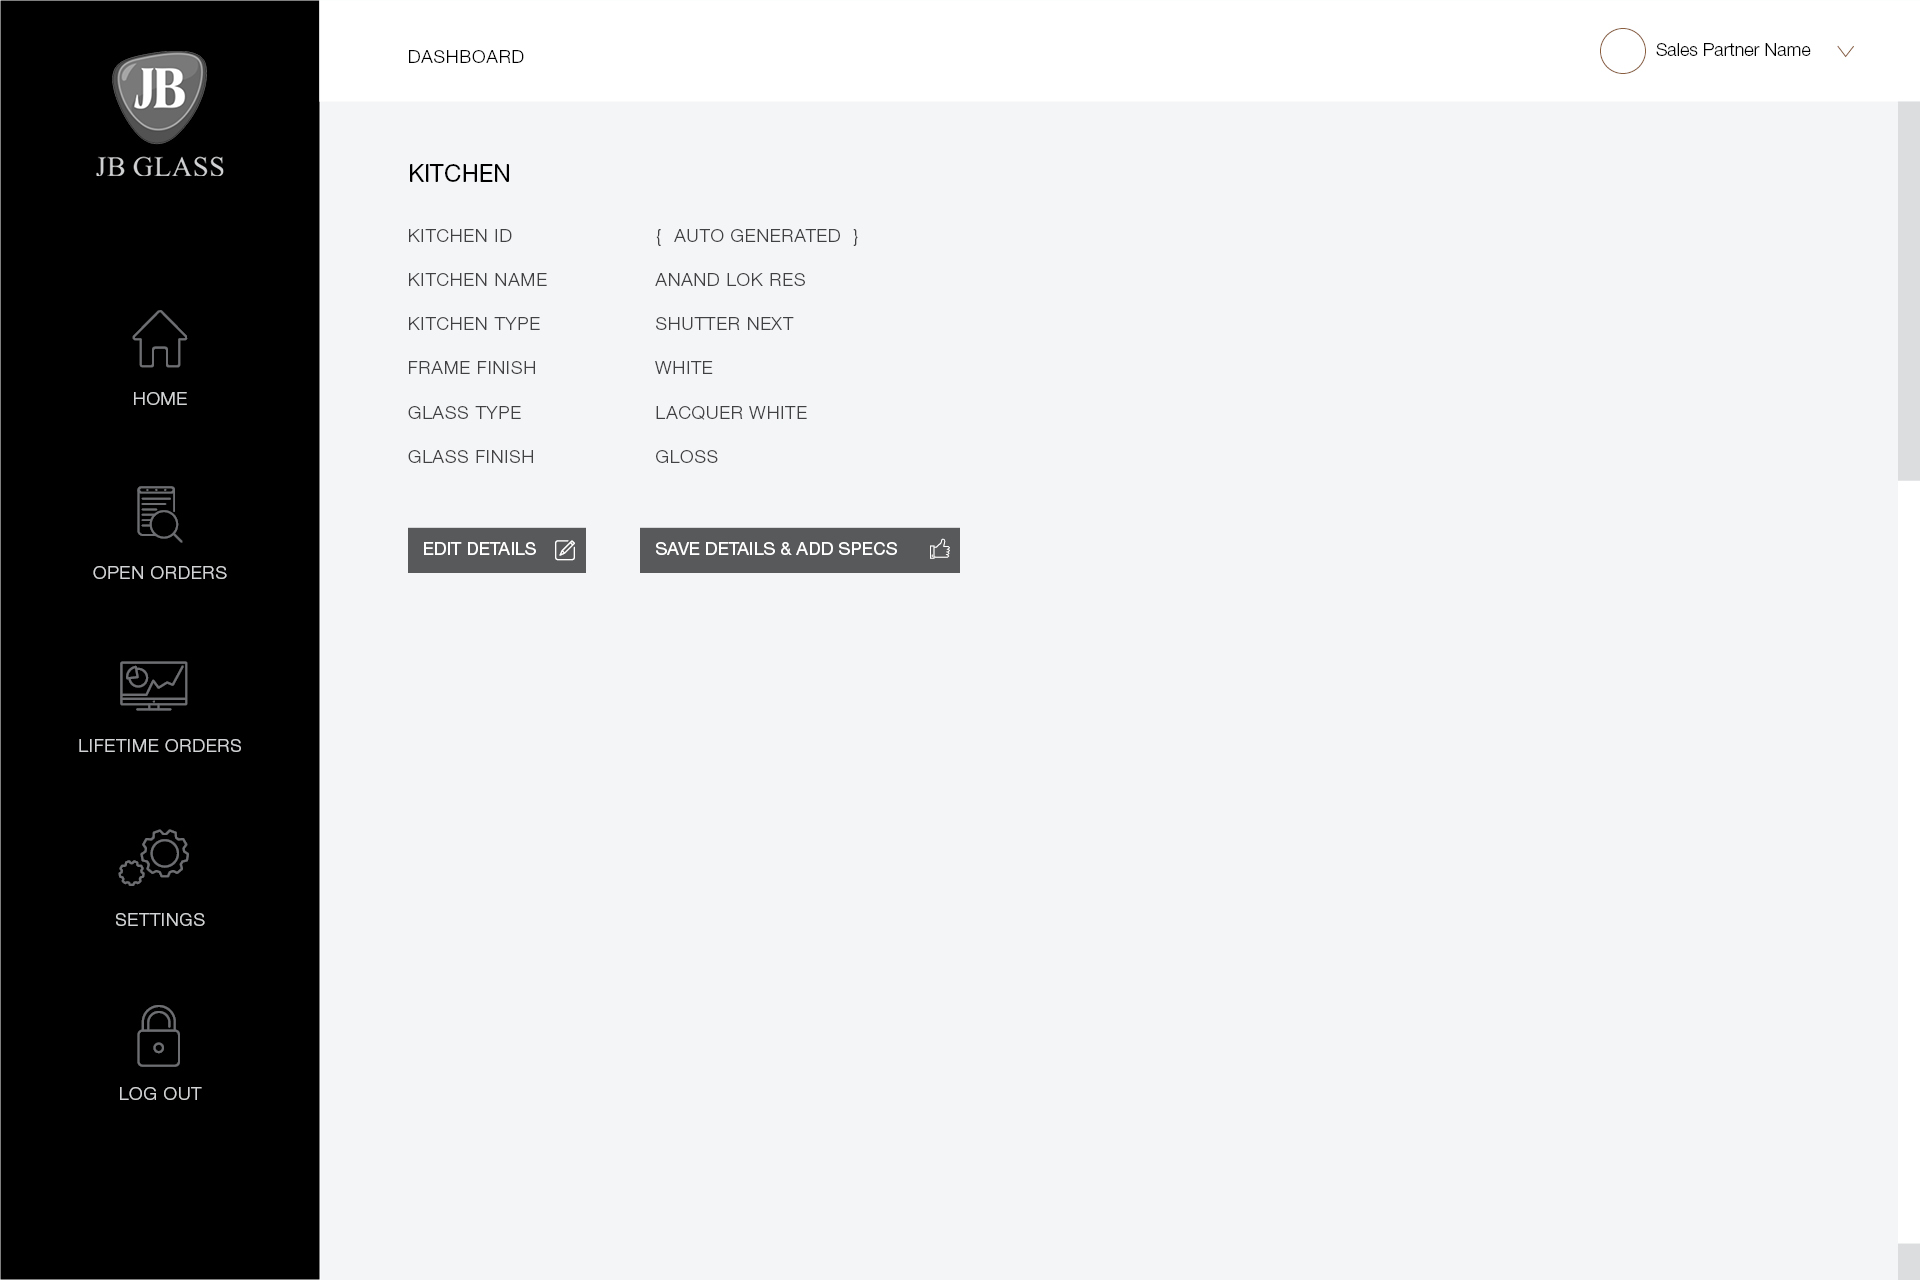 JB
JB GLASS
HOME
OPEN ORDERS
LIFETIME ORDERS
SETTINGS
LOG OUT
DASHBOARD
Sales Partner Name
KITCHEN
KITCHEN ID { AUTO GENERATED }
KITCHEN NAME ANAND LOK RES
KITCHEN TYPE SHUTTER NEXT
FRAME FINISH WHITE
GLASS TYPE LACQUER WHITE
GLASS FINISH GLOSS
EDIT DETAILS SAVE DETAILS & ADD SPECS